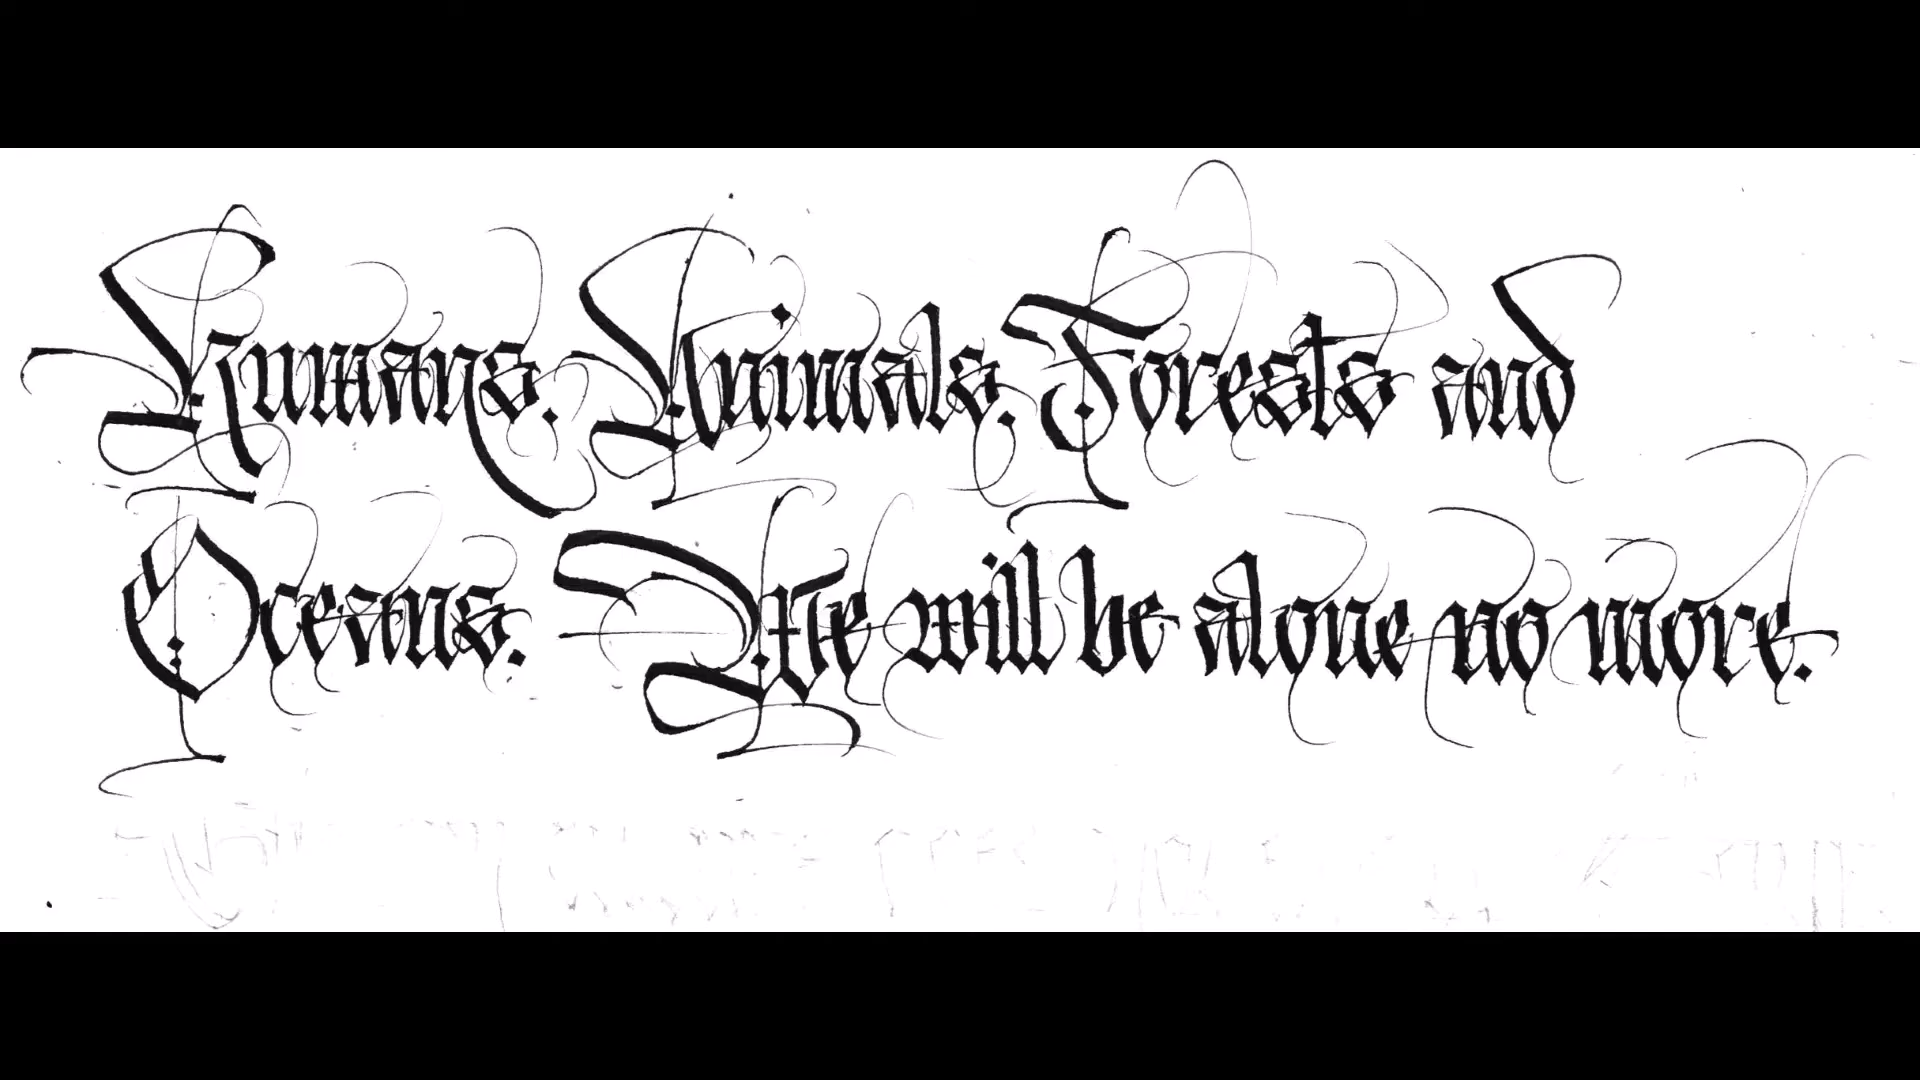 Humans. Animals. Forests and
Oceans. We will be alone no more.